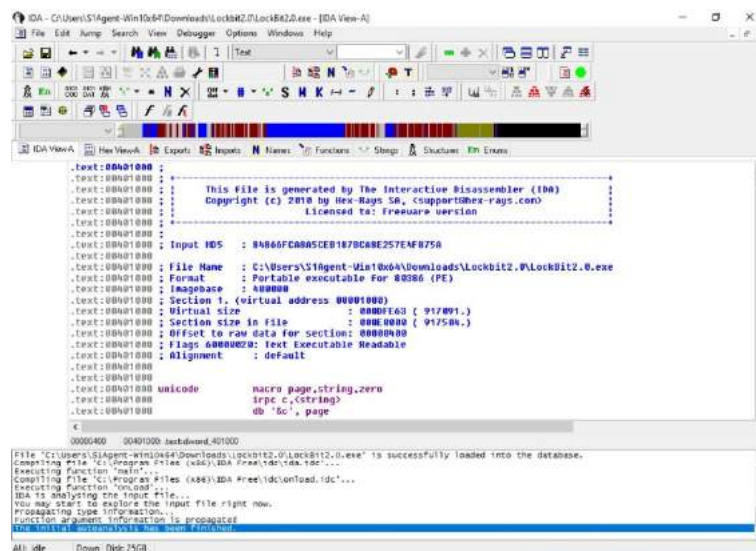 IDA - C:\Users\S1Agent-Win10x64\Downloads\Lockbit2.0\LockBit2.0.exe - [IDA View-A]
File Edit Jump Search View Debugger Options Windows Help
Text
IDA View-A Hex View-A Exports Imports N Names Functions Strings Structures En Enums
.text:00401000 ;
.text:00401000 ;
.text:00401000 ; This file is generated by The Interactive Disassembler (IDA)
.text:00401000 ; Copyright (c) 2010 by Hex-Rays SA, <support@hex-rays.com>
.text:00401000 ; Licensed to: Freeware version
.text:00401000 ;
.text:00401000 ;
.text:00401000 ; Input MD5 :
.text:00401000
.text:00401000 ; File Name : C:\Users\S1Agent-Win10x64\Downloads\Lockbit2.0\LockBit2.0.exe
.text:00401000 ; Format : Portable executable for 80386 (PE)
.text:00401000 ; Imagebase : 400000
.text:00401000 ; Section 1. (virtual address 00001000)
.text:00401000 ; Virtual size : 000DFE63 ( 917091.)
.text:00401000 ; Section size in file : 000E0000 ( 917504.)
.text:00401000 ; Offset to raw data for section: 00000400
.text:00401000 ; Flags 60000020: Text Executable Readable
.text:00401000 ; Alignment : default
.text:00401000
.text:00401000 unicode macro page,string,zero
.text:00401000 irpc c,<string>
.text:00401000 db '&c', page
00000400 00401000: .text:dword_401000
File 'C:\Users\S1Agent-Win10x64\Downloads\Lockbit2.0\LockBit2.0.exe' is successfully loaded into the database.
Compiling file 'C:\Program Files (x86)\IDA Free\idc\ida.idc'...
Executing function 'main'...
Compiling file 'C:\Program Files (x86)\IDA Free\idc\onload.idc'...
Executing function 'OnLoad'...
IDA is analysing the input file...
You may start to explore the input file right now.
Propagating type information...
Function argument information is propagated
The initial autoanalysis has been finished.
AU: idle Down Disk: 25GB